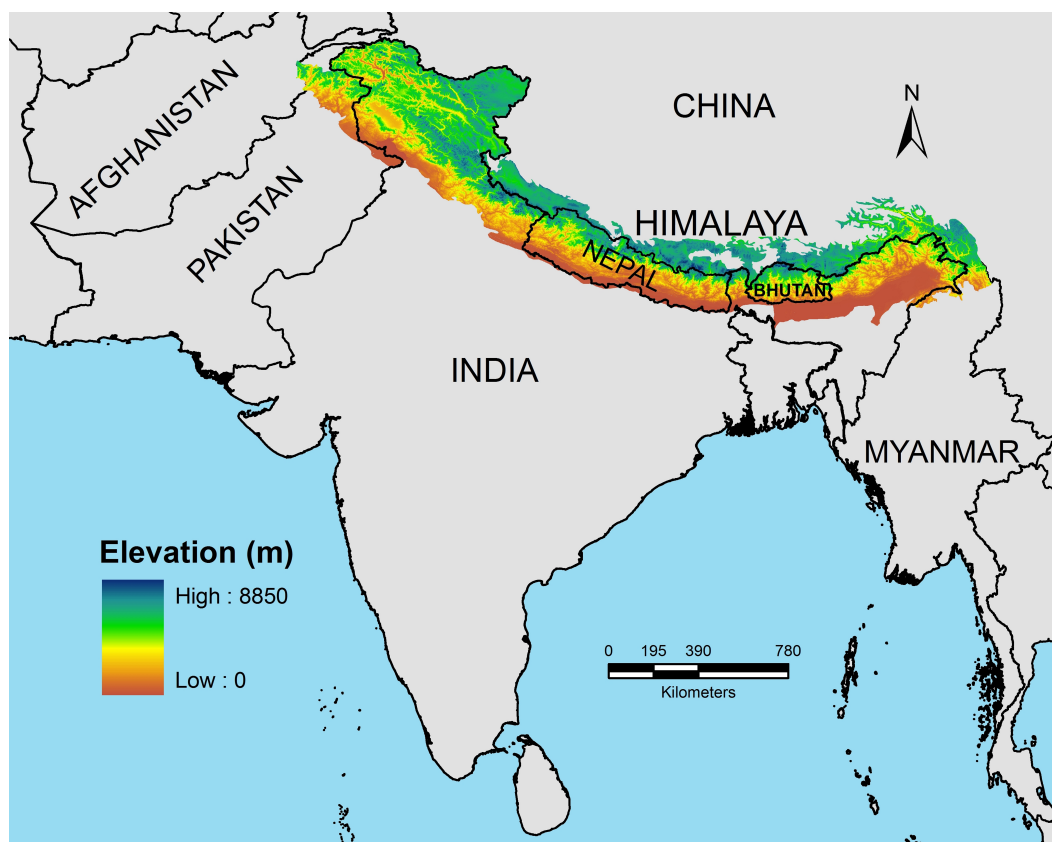 AFGHANISTAN
PAKISTAN
CHINA
N
HIMALAYA
NEPAL
BHUTAN
INDIA
MYANMAR
Elevation (m)
High : 8850
Low : 0
0 195 390 780
Kilometers